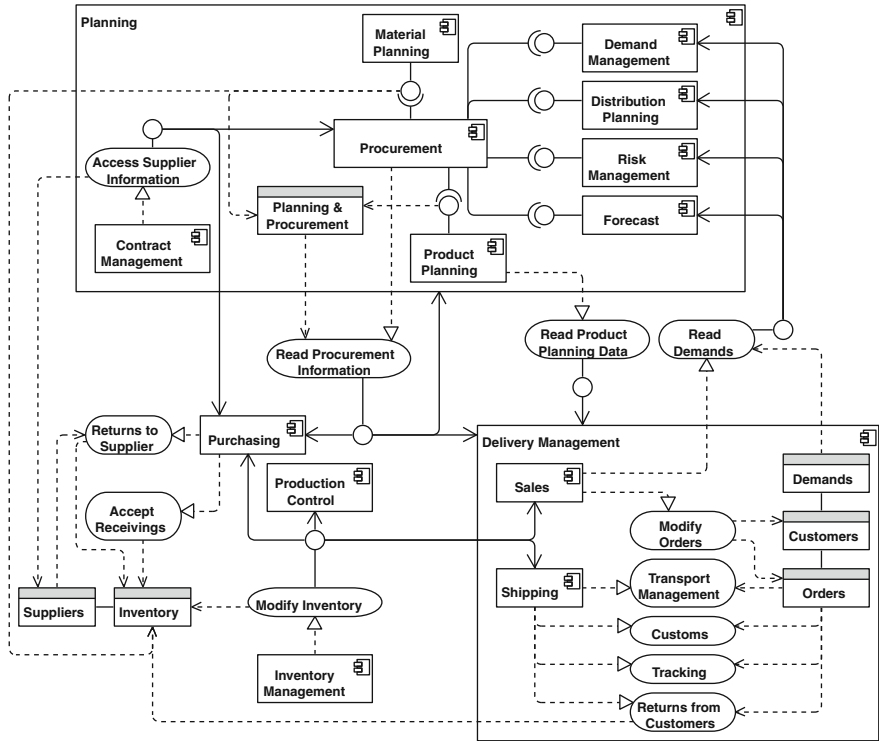 Planning
Material
Planning
Demand
Management
Distribution
Planning
Procurement
Risk
Management
Access Supplier
Information
Planning &
Procurement
Forecast
Contract
Management
Product
Planning
Read Procurement
Information
Read Product
Planning Data
Read
Demands
Returns to
Supplier
Purchasing
Delivery Management
Production
Control
Sales
Demands
Accept
Receivings
Modify
Orders
Customers
Suppliers
Inventory
Modify Inventory
Shipping
Transport
Management
Orders
Customs
Inventory
Management
Tracking
Returns from
Customers